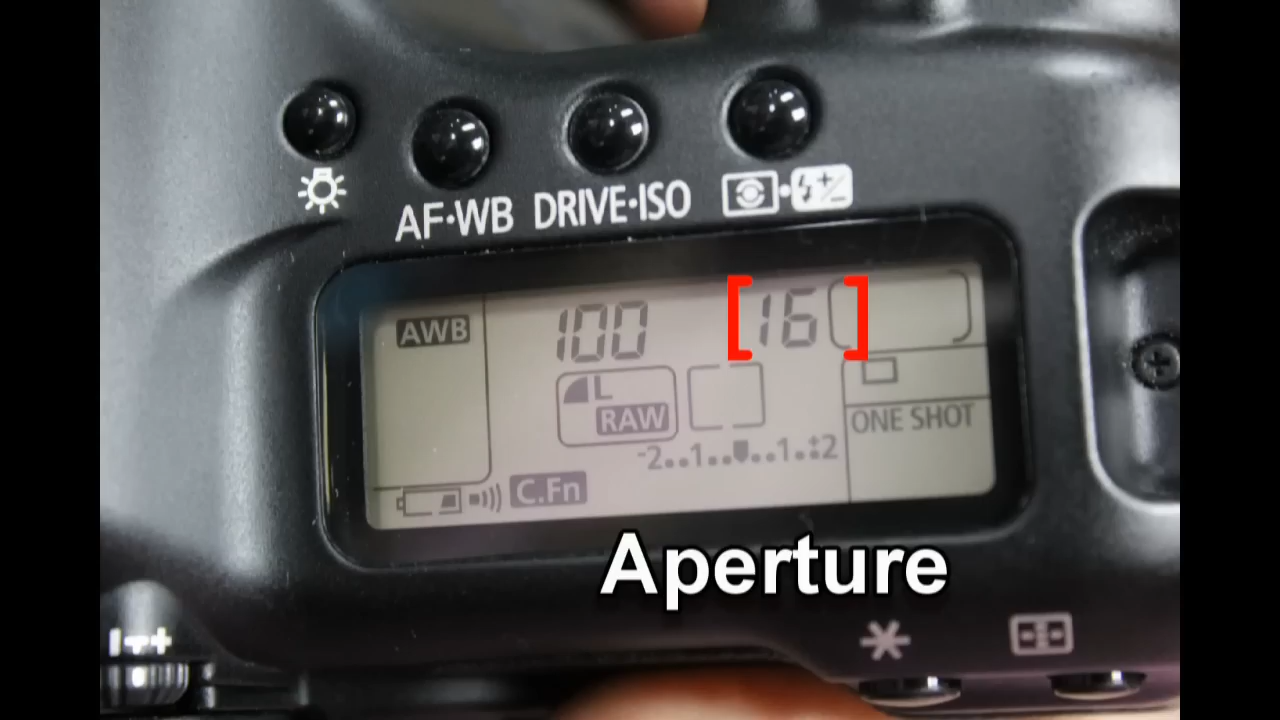 AF•WB DRIVE•ISO
AWB
100
[16]
L
RAW
ONE SHOT
-2..1..▼..1..+2
C.Fn
Aperture